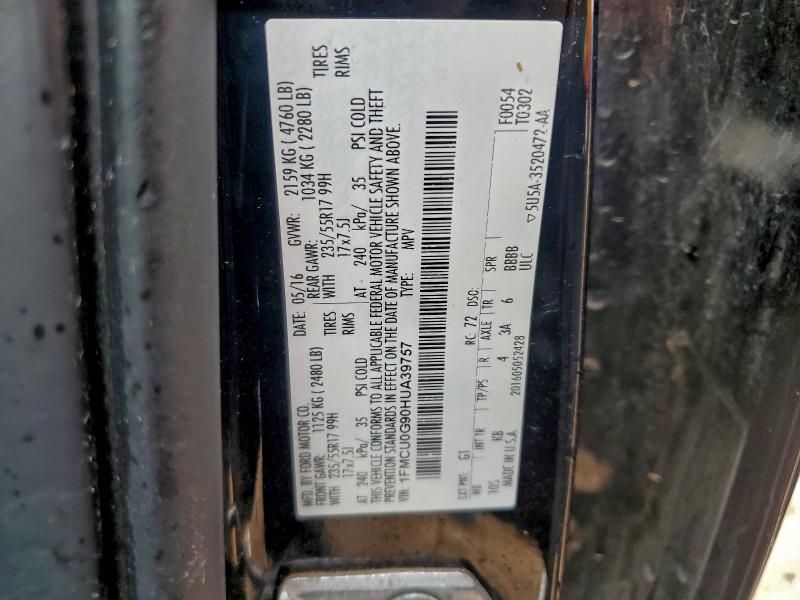 MFD. BY FORD MOTOR CO.
DATE: 05/16 GVWR: 2159 KG ( 4760 LB)
FRONT GAWR: 1125 KG ( 2480 LB) REAR GAWR: 1034 KG ( 2280 LB)
WITH 235/55R17 99H TIRES WITH 235/55R17 99H TIRES
17x7.5J RIMS 17x7.5J RIMS
AT 240 kPa/ 35 PSI COLD AT - 240 kPa/ 35 PSI COLD
THIS VEHICLE CONFORMS TO ALL APPLICABLE FEDERAL MOTOR VEHICLE SAFETY AND THEFT
PREVENTION STANDARDS IN EFFECT ON THE DATE OF MANUFACTURE SHOWN ABOVE.
VIN: 1FMCU0G90HUA39757 TYPE: MPV
F0054
T0302
EXT PNT: G1 RC: 72 DSO:
WB INT TR TP/PS R AXLE TR SPR
105 KB 4 3A 6 BBBB
MADE IN U.S.A. 201605052428 ULC
▽5U5A-3520472-AA